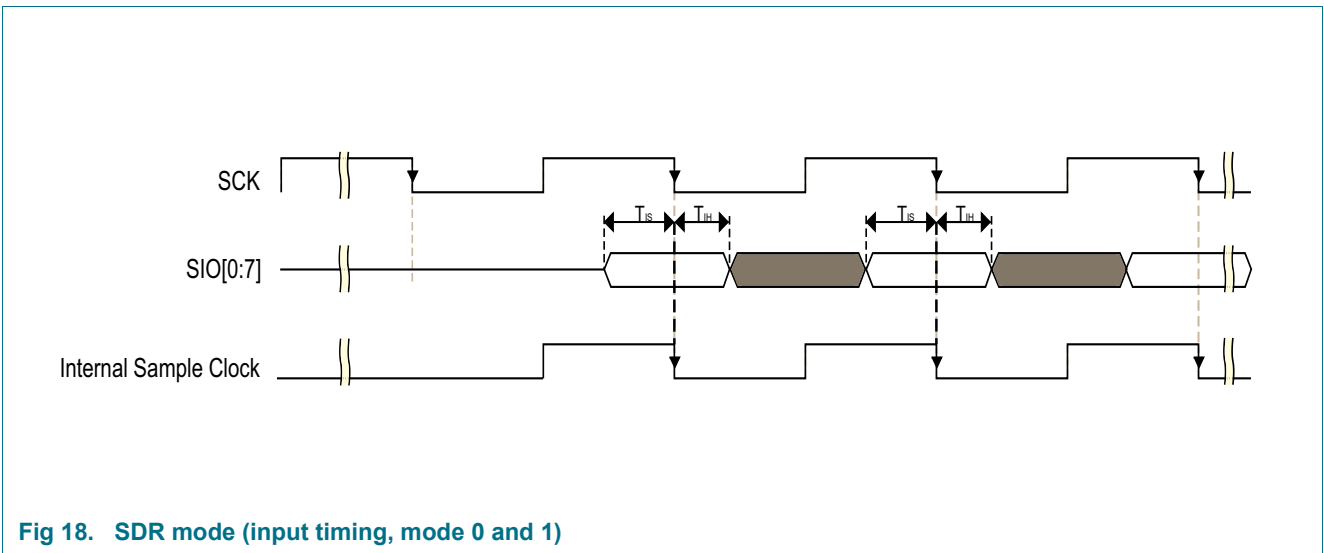 SCK
TIS TIH TIS TIH
SIO[0:7]
Internal Sample Clock
Fig 18. SDR mode (input timing, mode 0 and 1)